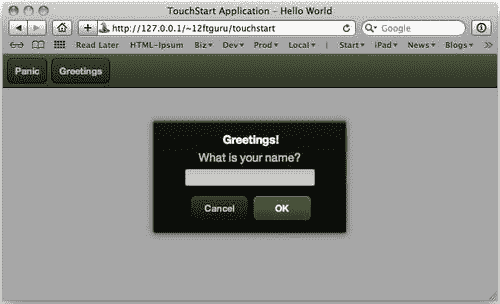 TouchStart Application – Hello World
http://127.0.0.1/~12ftguru/touchstart
Google
Read Later HTML-Ipsum Biz Dev Prod Local Start iPad News Blogs
Panic Greetings
Greetings!
What is your name?
Cancel OK